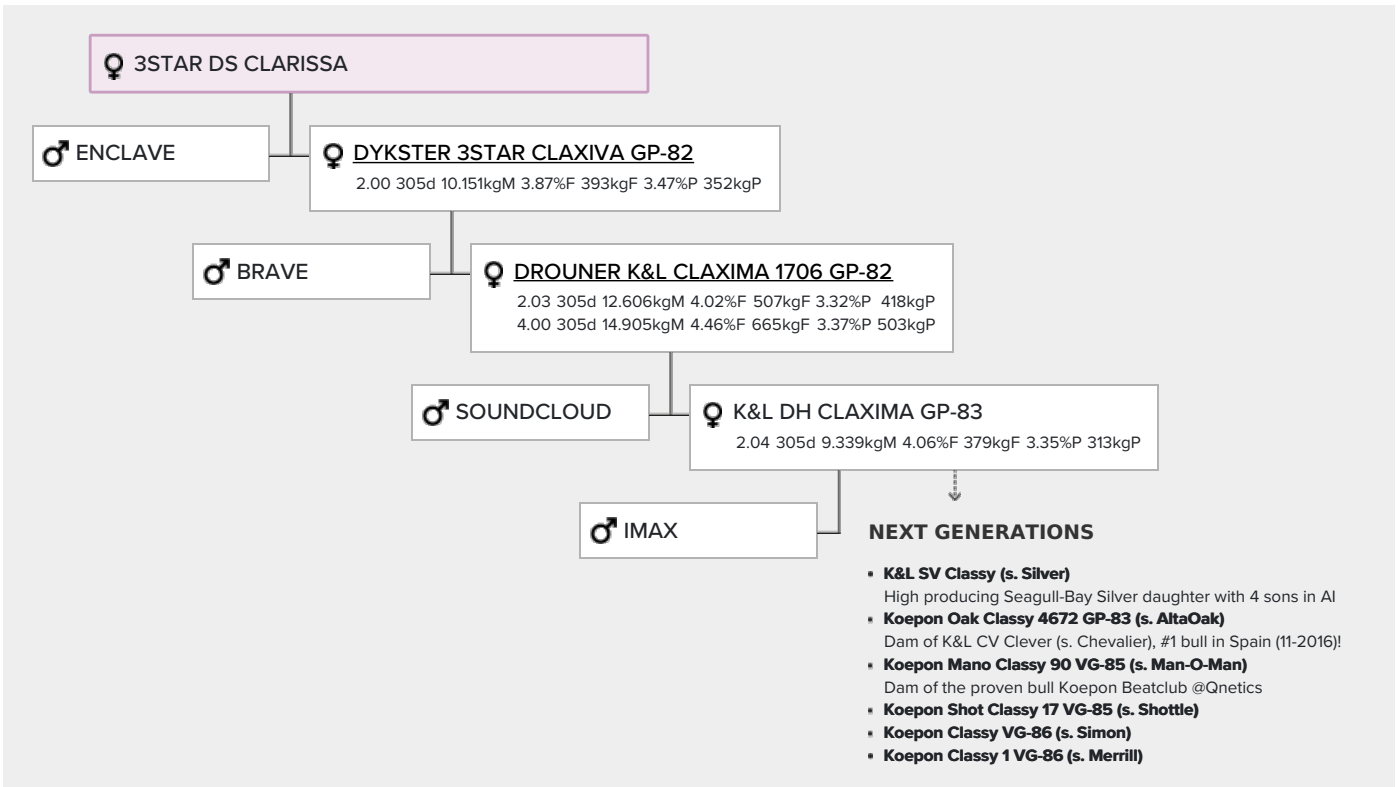 3STAR DS CLARISSA
ENCLAVE
DYKSTER 3STAR CLAXIVA GP-82
2.00 305d 10.151kgM 3.87%F 393kgF 3.47%P 352kgP
BRAVE
DROUNER K&L CLAXIMA 1706 GP-82
2.03 305d 12.606kgM 4.02%F 507kgF 3.32%P 418kgP
4.00 305d 14.905kgM 4.46%F 665kgF 3.37%P 503kgP
SOUNDCLOUD
K&L DH CLAXIMA GP-83
2.04 305d 9.339kgM 4.06%F 379kgF 3.35%P 313kgP
IMAX
NEXT GENERATIONS
K&L SV Classy (s. Silver)
High producing Seagull-Bay Silver daughter with 4 sons in AI
Koepon Oak Classy 4672 GP-83 (s. AltaOak)
Dam of K&L CV Clever (s. Chevalier), #1 bull in Spain (11-2016)!
Koepon Mano Classy 90 VG-85 (s. Man-O-Man)
Dam of the proven bull Koepon Beatclub @Qnetics
Koepon Shot Classy 17 VG-85 (s. Shottle)
Koepon Classy VG-86 (s. Simon)
Koepon Classy 1 VG-86 (s. Merrill)